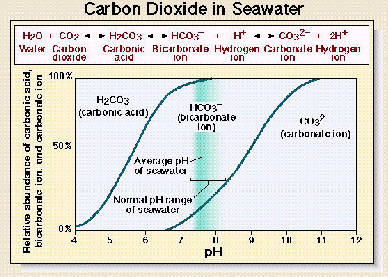 Carbon Dioxide in Seawater
H₂O + CO₂ ◄► H₂CO₃ ◄► HCO₃⁻ + H⁺ ◄► CO₃²⁻ + 2H⁺
Water Carbon dioxide Carbonic acid Bicarbonate ion Hydrogen ion Carbonate ion Hydrogen ion
Relative abundance of carbonic acid,
bicarbonate ion, and carbonate ion
100%
50%
0%
H₂CO₃
(carbonic acid)
HCO₃⁻
(bicarbonate
ion)
CO₃²
(carbonate ion)
Average pH
of seawater
Normal pH range
of seawater
4 5 6 7 8 9 10 11 12
pH